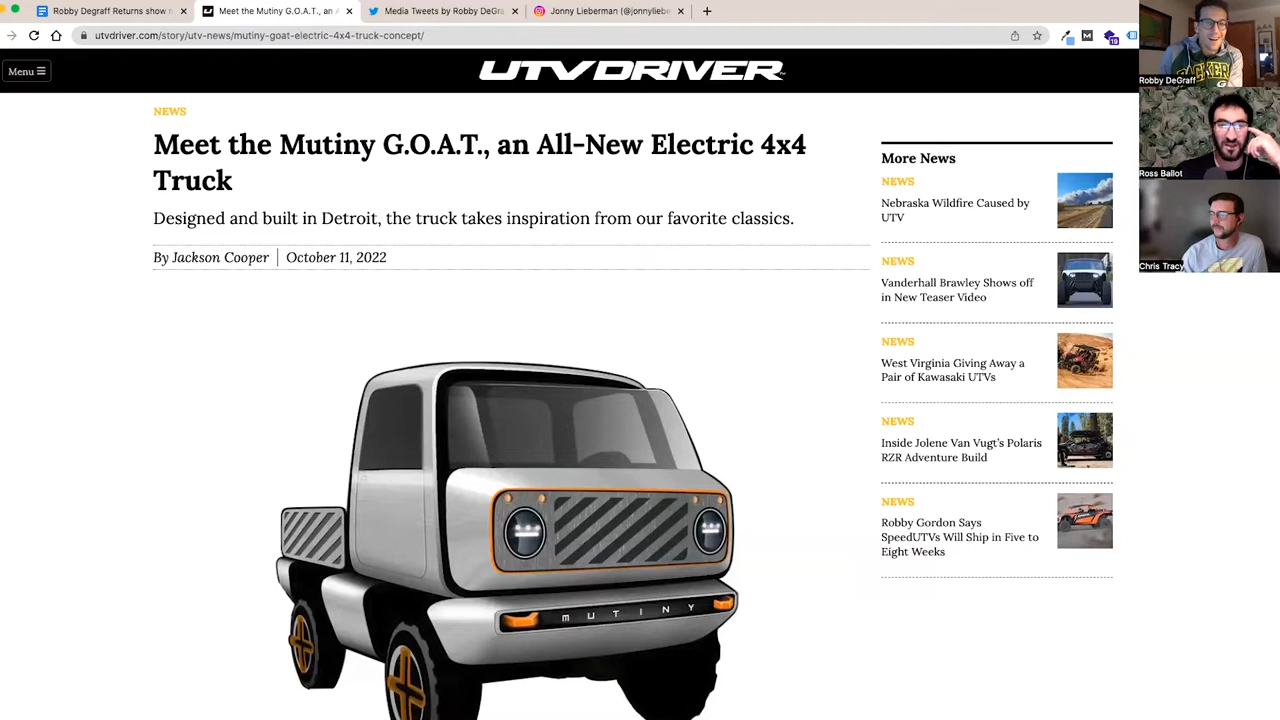 Robby Degraff Returns show n
Meet the Mutiny G.O.A.T., an A
Media Tweets by Robby DeGra
Jonny Lieberman (@jonnyliebe
utvdriver.com/story/utv-news/mutiny-goat-electric-4x4-truck-concept/
19
Menu
UTVDRIVER
NEWS
Meet the Mutiny G.O.A.T., an All-New Electric 4x4
Truck
Designed and built in Detroit, the truck takes inspiration from our favorite classics.
By Jackson Cooper
October 11, 2022
MUTINY
More News
NEWS
Nebraska Wildfire Caused by
UTV
NEWS
Vanderhall Brawley Shows off
in New Teaser Video
NEWS
West Virginia Giving Away a
Pair of Kawasaki UTVs
NEWS
Inside Jolene Van Vugt's Polaris
RZR Adventure Build
NEWS
Robby Gordon Says
SpeedUTVs Will Ship in Five to
Eight Weeks
PACKER
Robby DeGraff
Ross Ballot
Chris Tracy